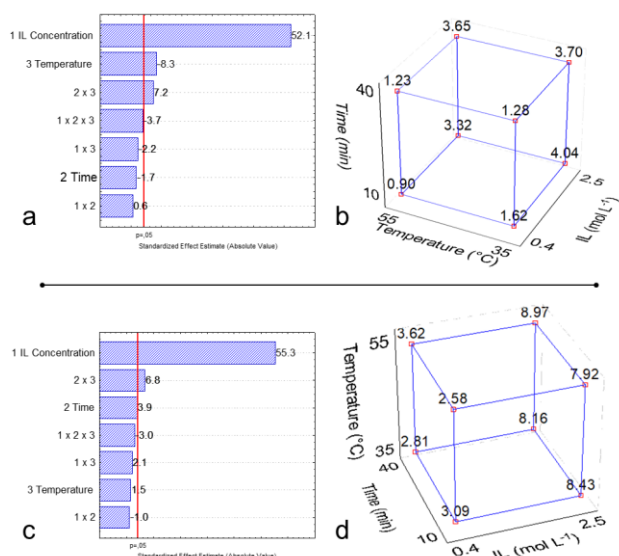 1 IL Concentration
52.1
3 Temperature
-8.3
2 x 3
7.2
1 x 2 x 3
-3.7
1 x 3
-2.2
2 Time
-1.7
1 x 2
0.6
p=,05
Standardized Effect Estimate (Absolute Value)
a
3.65
3.70
40
1.23
1.28
Time (min)
3.32
4.04
2.5
10
0.90
1.62
IL (mol L-1)
55
Temperature (°C)
35
0.4
b
1 IL Concentration
55.3
2 x 3
6.8
2 Time
3.9
1 x 2 x 3
-3.0
1 x 3
2.1
3 Temperature
1.5
1 x 2
-1.0
p=,05
Standardized Effect Estimate (Absolute Value)
c
8.97
55
3.62
7.92
Temperature (°C)
2.58
8.16
35
2.81
40
8.43
Time (min)
3.09
2.5
10
0.4
IL (mol L-1)
d